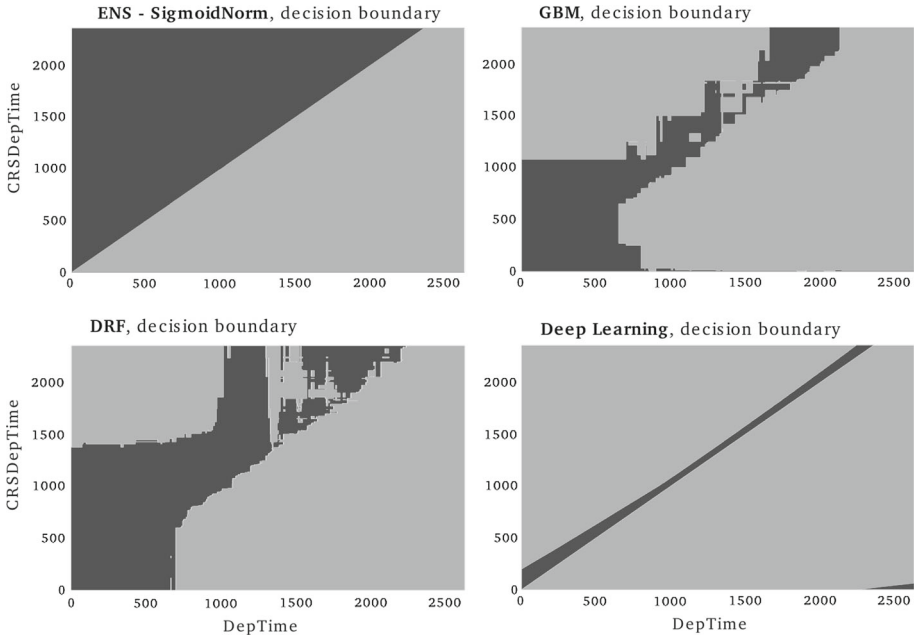 ENS - SigmoidNorm, decision boundary
CRSDepTime
2000
1500
1000
500
0
0 500 1000 1500 2000 2500
GBM, decision boundary
2000
1500
1000
500
0
0 500 1000 1500 2000 2500
DRF, decision boundary
CRSDepTime
2000
1500
1000
500
0
0 500 1000 1500 2000 2500
DepTime
Deep Learning, decision boundary
2000
1500
1000
500
0
0 500 1000 1500 2000 2500
DepTime